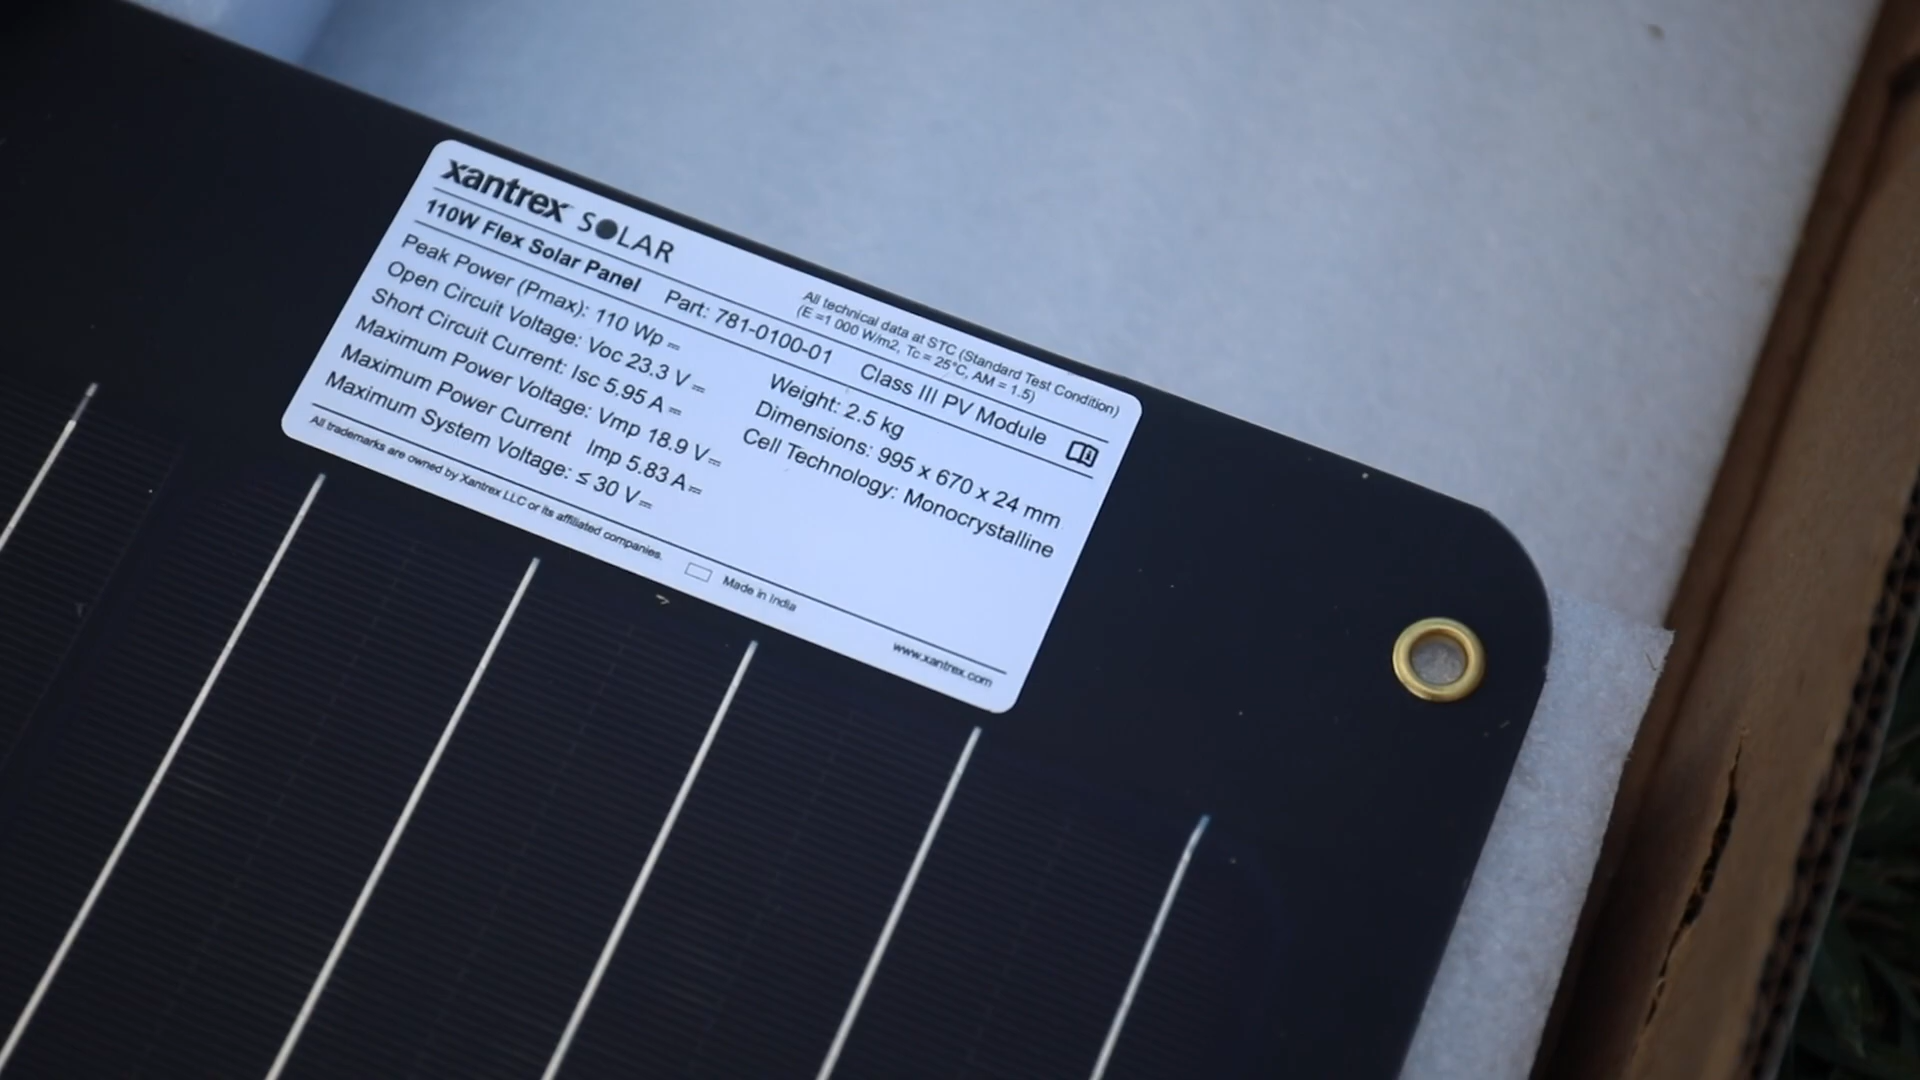 xantrex SOLAR
All technical data at STC (Standard Test Condition)
(E =1 000 W/m2, Tc = 25°C, AM = 1.5)
110W Flex Solar Panel Part: 781-0100-01 Class III PV Module
Peak Power (Pmax): 110 Wp ⎓
Open Circuit Voltage: Voc 23.3 V ⎓
Short Circuit Current: Isc 5.95 A ⎓
Maximum Power Voltage: Vmp 18.9 V ⎓
Maximum Power Current Imp 5.83 A ⎓
Maximum System Voltage: ≤ 30 V ⎓
Weight: 2.5 kg
Dimensions: 995 x 670 x 24 mm
Cell Technology: Monocrystalline
All trademarks are owned by Xantrex LLC or its affiliated companies.
Made in India
www.xantrex.com